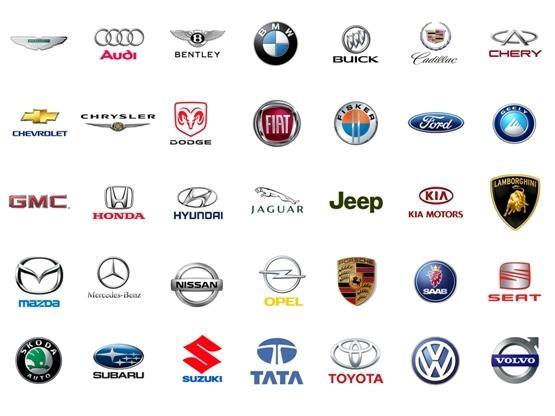 Audi
BENTLEY
BMW
BUICK
Cadillac
CHERY
CHEVROLET
CHRYSLER
DODGE
FIAT
FISKER
Ford
GEELY
GMC
HONDA
HYUNDAI
JAGUAR
Jeep
KIA
KIA MOTORS
LAMBORGHINI
mazDa
Mercedes-Benz
NISSAN
OPEL
PORSCHE
SAAB
SEAT
SKODA
AUTO
SUBARU
SUZUKI
TATA
TOYOTA
VOLVO